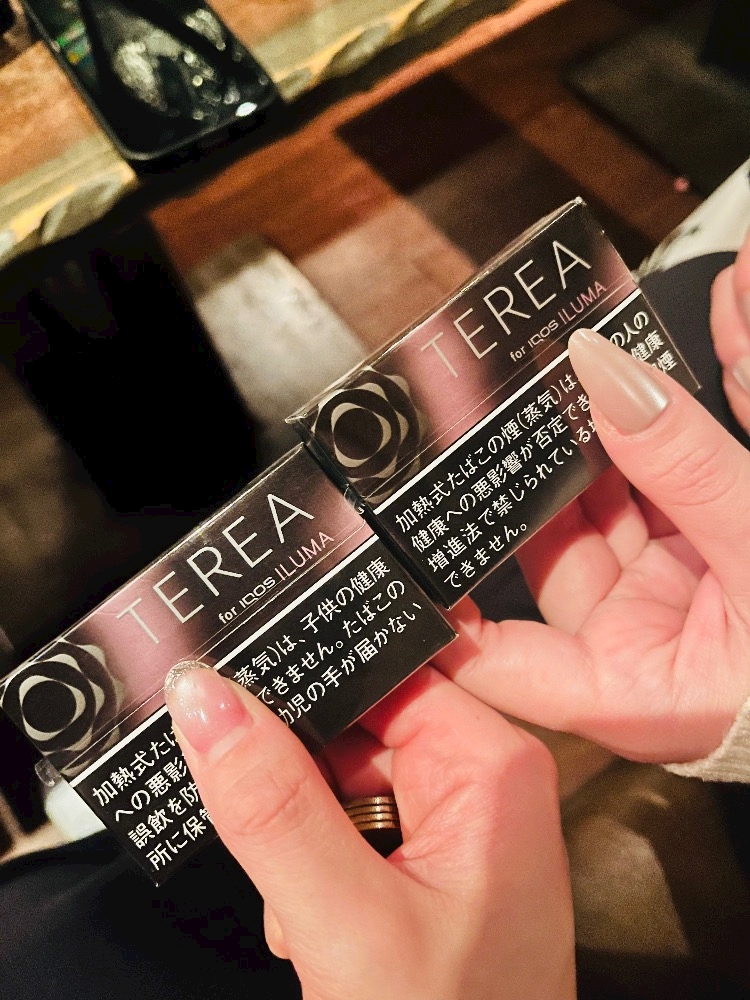 TEREA
for IQOS ILUMA
加熱式たばこの煙(蒸気)は
の人の
健康への悪影響が否定でき
健康
増進法で禁じられている
煙
できません。
TEREA
for IQOS ILUMA
加熱式たば
蒸気)は、子供の健康
への悪影
できません。たばこの
誤飲を防
幼児の手が届かない
所に保管